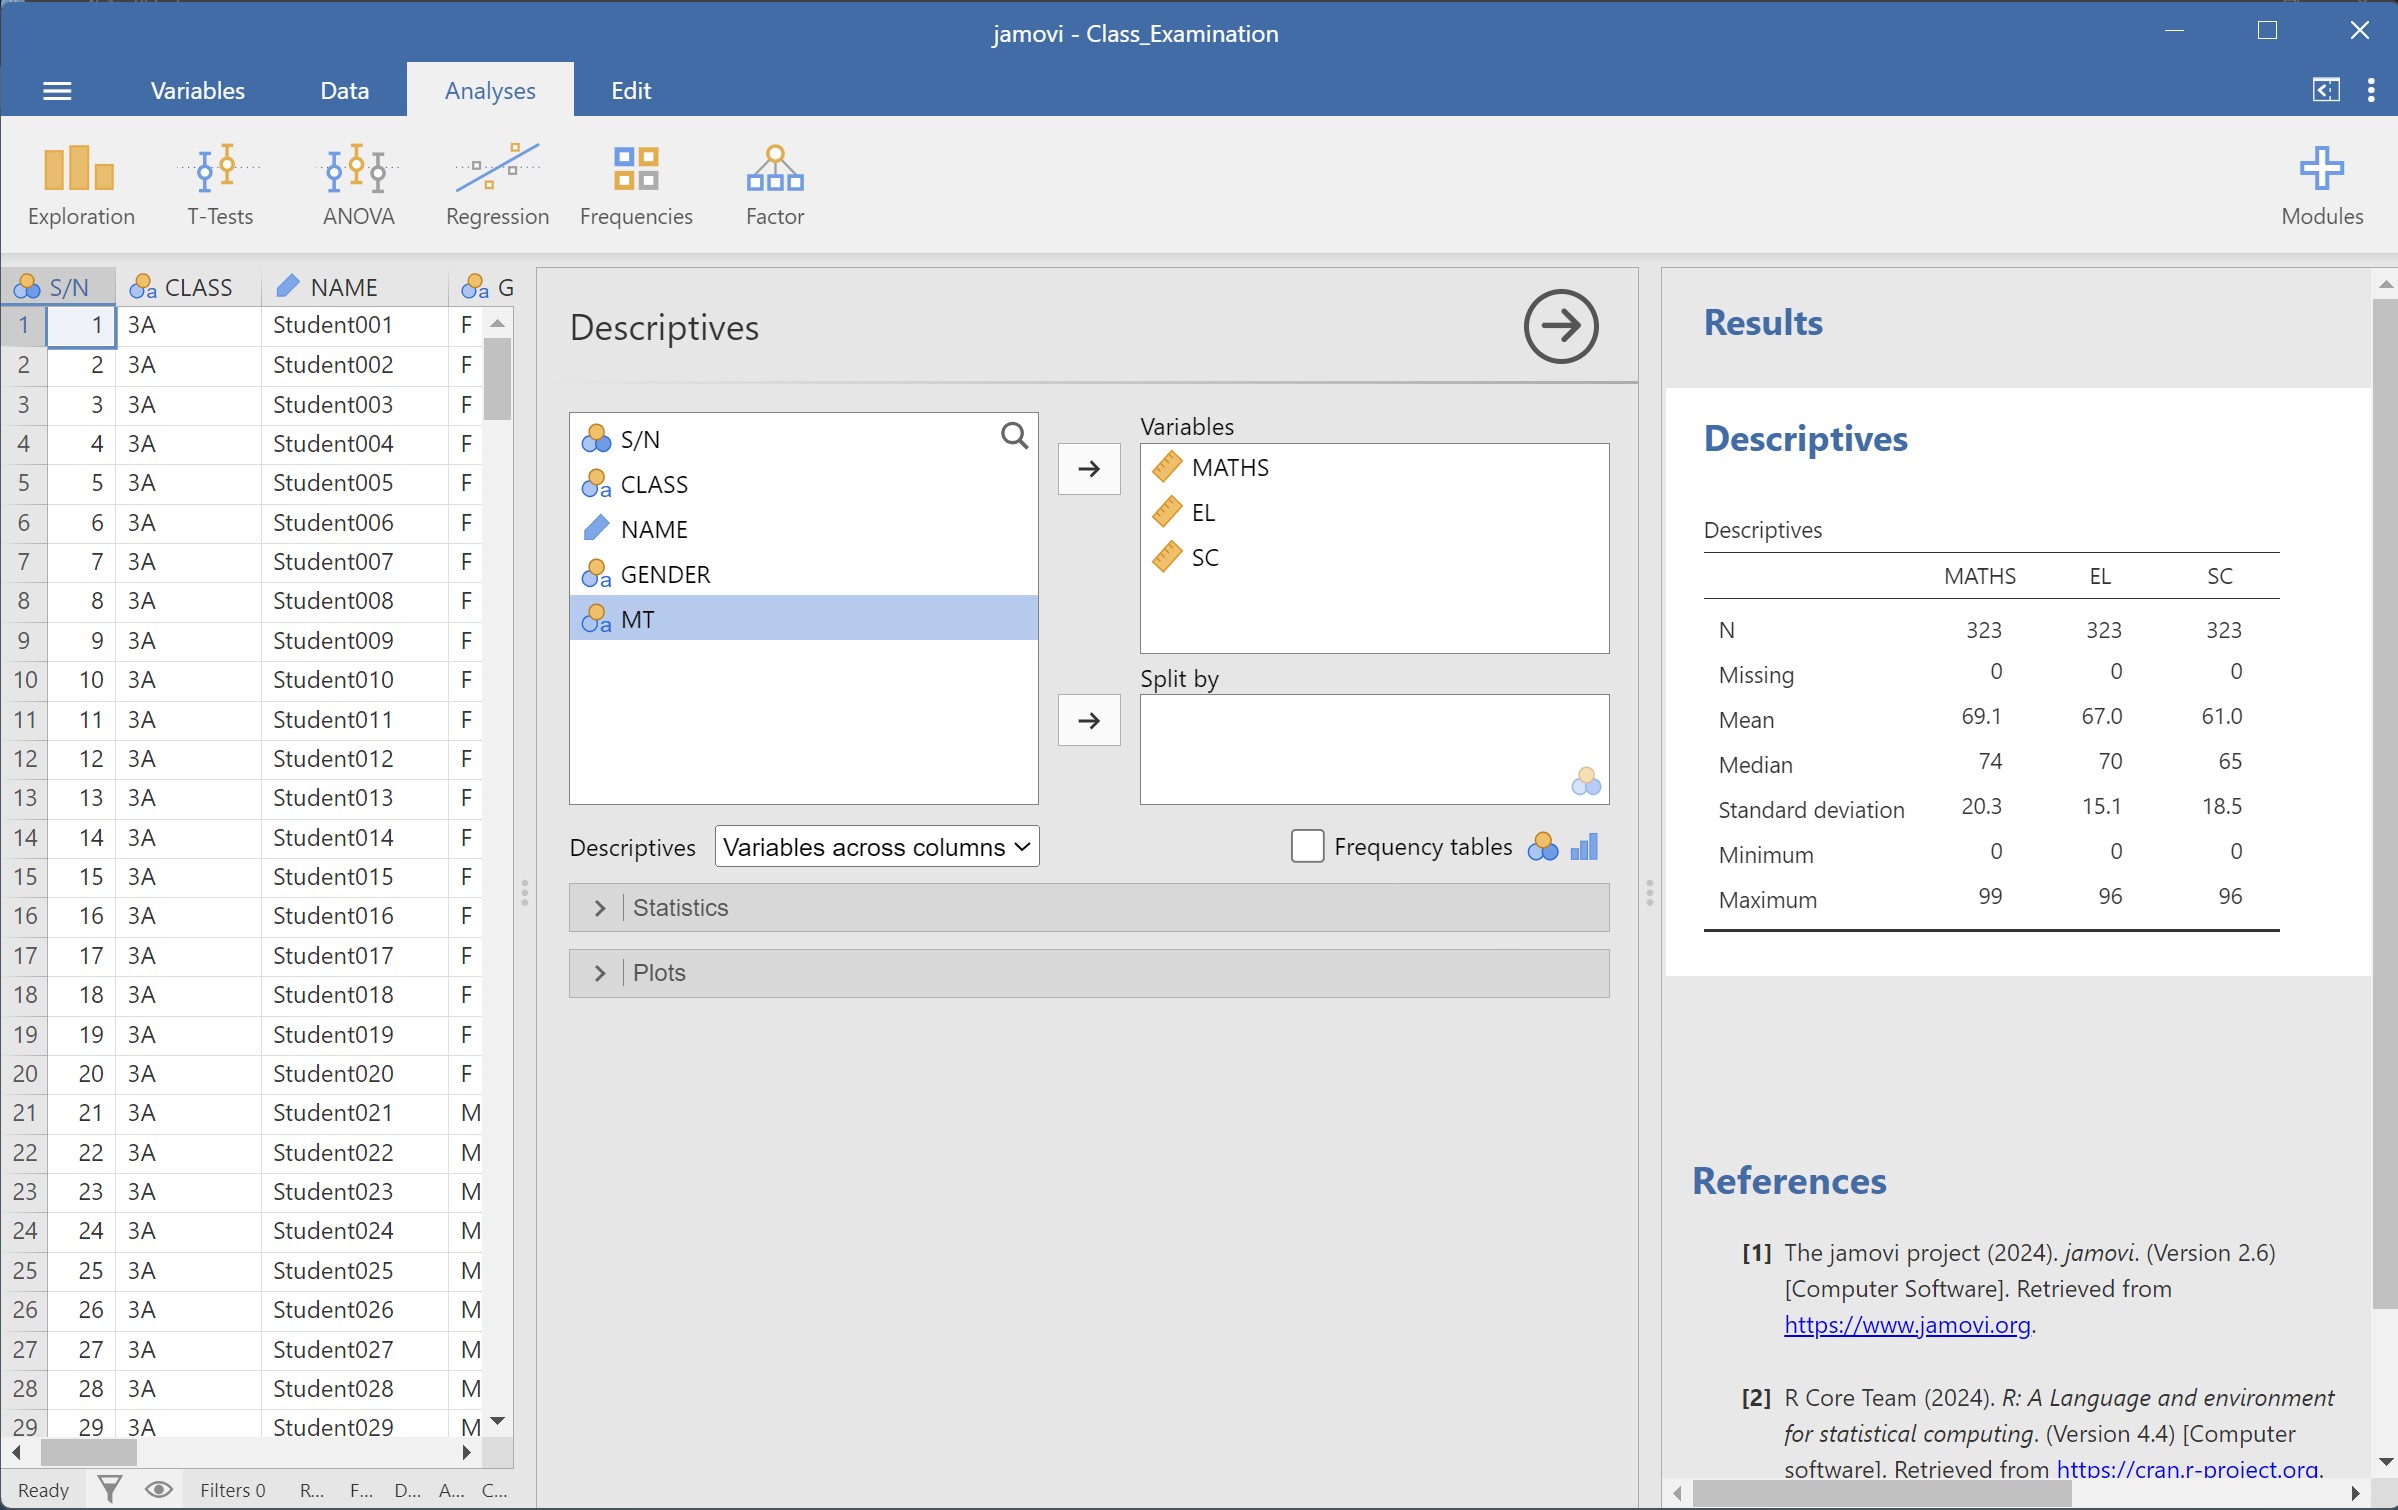 jamovi - Class_Examination
Variables Data Analyses Edit
Exploration T-Tests ANOVA Regression Frequencies Factor Modules
S/N CLASS NAME G
1 1 3A Student001 F
2 2 3A Student002 F
3 3 3A Student003 F
4 4 3A Student004 F
5 5 3A Student005 F
6 6 3A Student006 F
7 7 3A Student007 F
8 8 3A Student008 F
9 9 3A Student009 F
10 10 3A Student010 F
11 11 3A Student011 F
12 12 3A Student012 F
13 13 3A Student013 F
14 14 3A Student014 F
15 15 3A Student015 F
16 16 3A Student016 F
17 17 3A Student017 F
18 18 3A Student018 F
19 19 3A Student019 F
20 20 3A Student020 F
21 21 3A Student021 M
22 22 3A Student022 M
23 23 3A Student023 M
24 24 3A Student024 M
25 25 3A Student025 M
26 26 3A Student026 M
27 27 3A Student027 M
28 28 3A Student028 M
29 29 3A Student029 M
Ready Filters 0 R... F... D... A... C...
Descriptives
S/N
CLASS
NAME
GENDER
MT
Variables
MATHS
EL
SC
Split by
Descriptives Variables across columns Frequency tables
Statistics
Plots
Results
Descriptives
Descriptives
MATHS EL SC
N 323 323 323
Missing 0 0 0
Mean 69.1 67.0 61.0
Median 74 70 65
Standard deviation 20.3 15.1 18.5
Minimum 0 0 0
Maximum 99 96 96
References
[1] The jamovi project (2024). jamovi. (Version 2.6)
[Computer Software]. Retrieved from
https://www.jamovi.org.
[2] R Core Team (2024). R: A Language and environment
for statistical computing. (Version 4.4) [Computer
software]. Retrieved from https://cran.r-project.org.